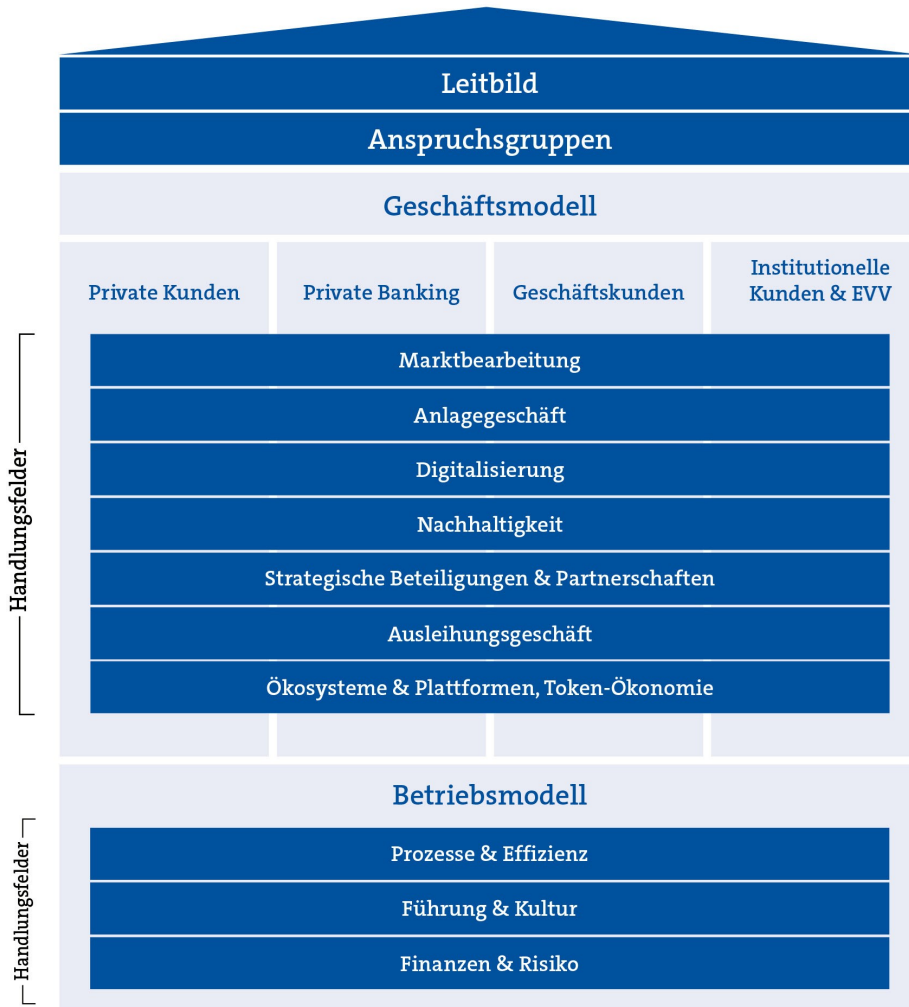 Leitbild
Anspruchsgruppen
Geschäftsmodell
Private Kunden
Private Banking
Geschäftskunden
Institutionelle
Kunden & EVV
Handlungsfelder
Marktbearbeitung
Anlagegeschäft
Digitalisierung
Nachhaltigkeit
Strategische Beteiligungen & Partnerschaften
Ausleihungsgeschäft
Ökosysteme & Plattformen, Token-Ökonomie
Betriebsmodell
Handlungsfelder
Prozesse & Effizienz
Führung & Kultur
Finanzen & Risiko